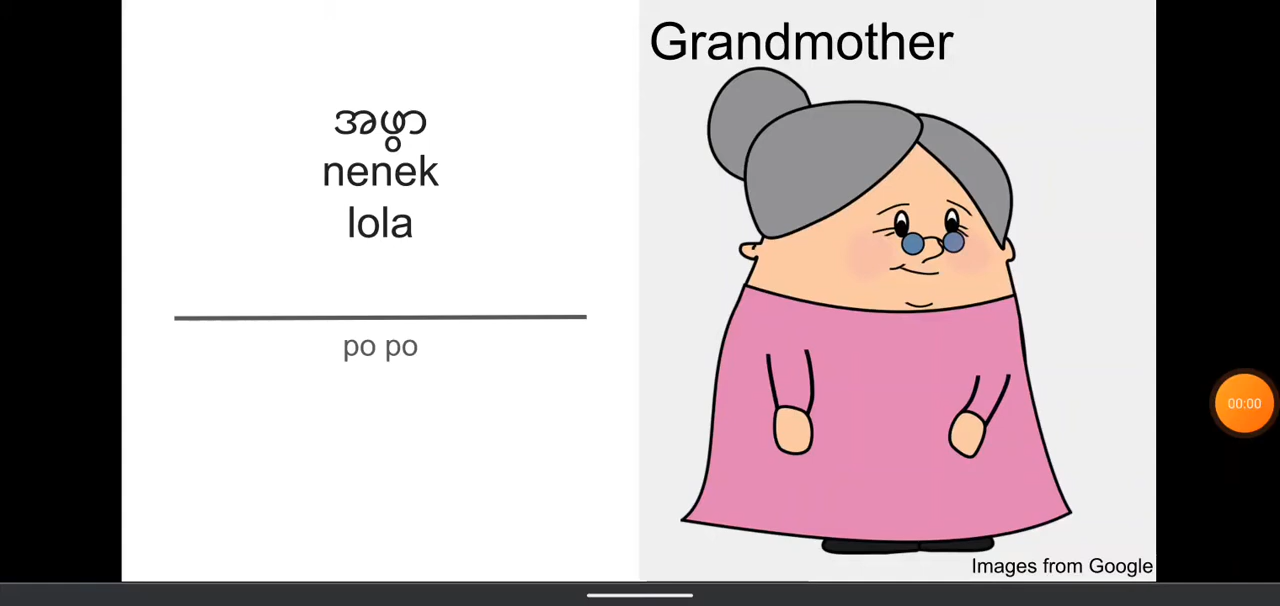 အဖွာ
nenek
lola
po po
Grandmother
Images from Google
00:00